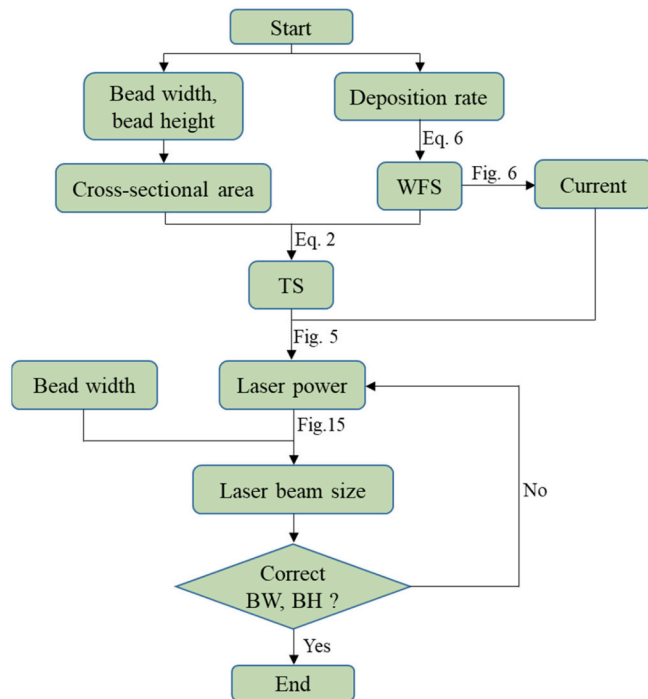 Start
Bead width,
bead height
Deposition rate
Eq. 6
Cross-sectional area
WFS
Fig. 6
Current
Eq. 2
TS
Fig. 5
Bead width
Laser power
Fig.15
Laser beam size
No
Correct
BW, BH ?
Yes
End